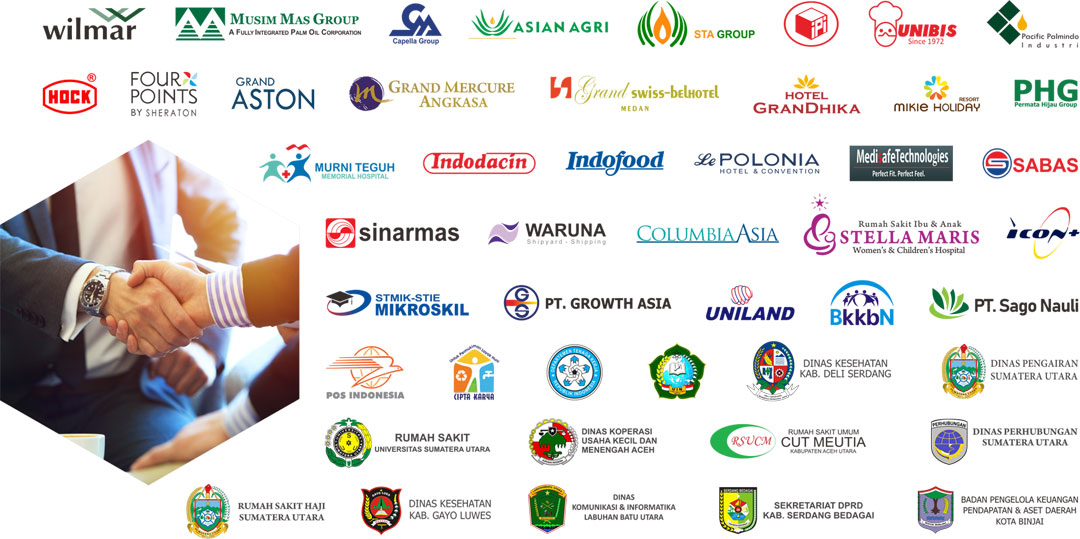 wilmar
MUSIM MAS GROUP
A FULLY INTEGRATED PALM OIL CORPORATION
Capella Group
ASIAN AGRI
STA GROUP
iPi
UNIBIS
Since 1972
Pacific Palmindo
Industri
HOCK®
FOUR
POINTS
BY SHERATON
GRAND
ASTON
GRAND MERCURE
ANGKASA
Grand swiss-belhotel
MEDAN
HOTEL
GRANDHIKA
RESORT
MIKIE HOLIDAY
PHG
Permata Hijau Group
MURNI TEGUH
MEMORIAL HOSPITAL
Indodacin
Indofood
Le POLONIA
HOTEL & CONVENTION
MedisafeTechnologies
Perfect Fit. Perfect Feel.
SABAS
sinarmas
WARUNA
Shipyard - Shipping
COLUMBIA ASIA
Rumah Sakit Ibu & Anak
STELLA MARIS
Women's & Children's Hospital
icon+
STMIK-STIE
MIKROSKIL
PT. GROWTH ASIA
UNILAND
BkkbN
PT. Sago Nauli
POS INDONESIA
CIPTA KARYA
DINAS KESEHATAN
KAB. DELI SERDANG
DINAS PENGAIRAN
SUMATERA UTARA
RUMAH SAKIT
UNIVERSITAS SUMATERA UTARA
DINAS KOPERASI
USAHA KECIL DAN
MENENGAH ACEH
RSUCM
RUMAH SAKIT UMUM
CUT MEUTIA
KABUPATEN ACEH UTARA
PERHUBUNGAN
DINAS PERHUBUNGAN
SUMATERA UTARA
RUMAH SAKIT HAJI
SUMATERA UTARA
DINAS KESEHATAN
KAB. GAYO LUWES
DINAS
KOMUNIKASI & INFORMATIKA
LABUHAN BATU UTARA
SERDANG BEDAGAI
SEKRETARIAT DPRD
KAB. SERDANG BEDAGAI
BADAN PENGELOLA KEUANGAN
PENDAPATAN & ASET DAERAH
KOTA BINJAI